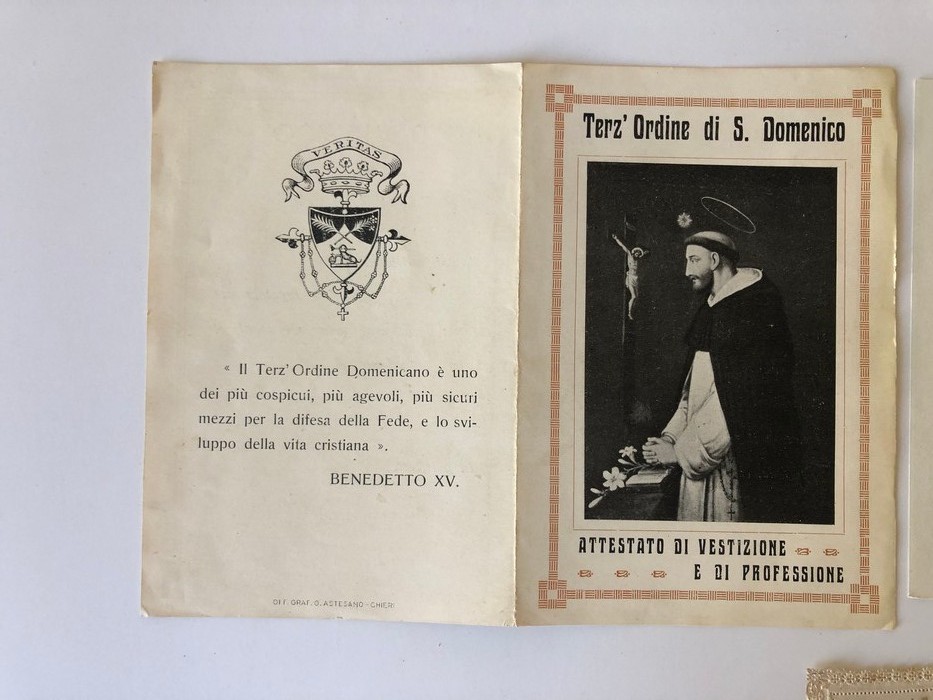 VERITAS
« Il Terz' Ordine Domenicano è uno
dei più cospicui, più agevoli, più sicuri
mezzi per la difesa della Fede, e lo svi-
luppo della vita cristiana ».
BENEDETTO XV.
OFF. GRAF. O. ASTESANO - CHIERI
Terz' Ordine di S. Domenico
ATTESTATO DI VESTIZIONE
E DI PROFESSIONE